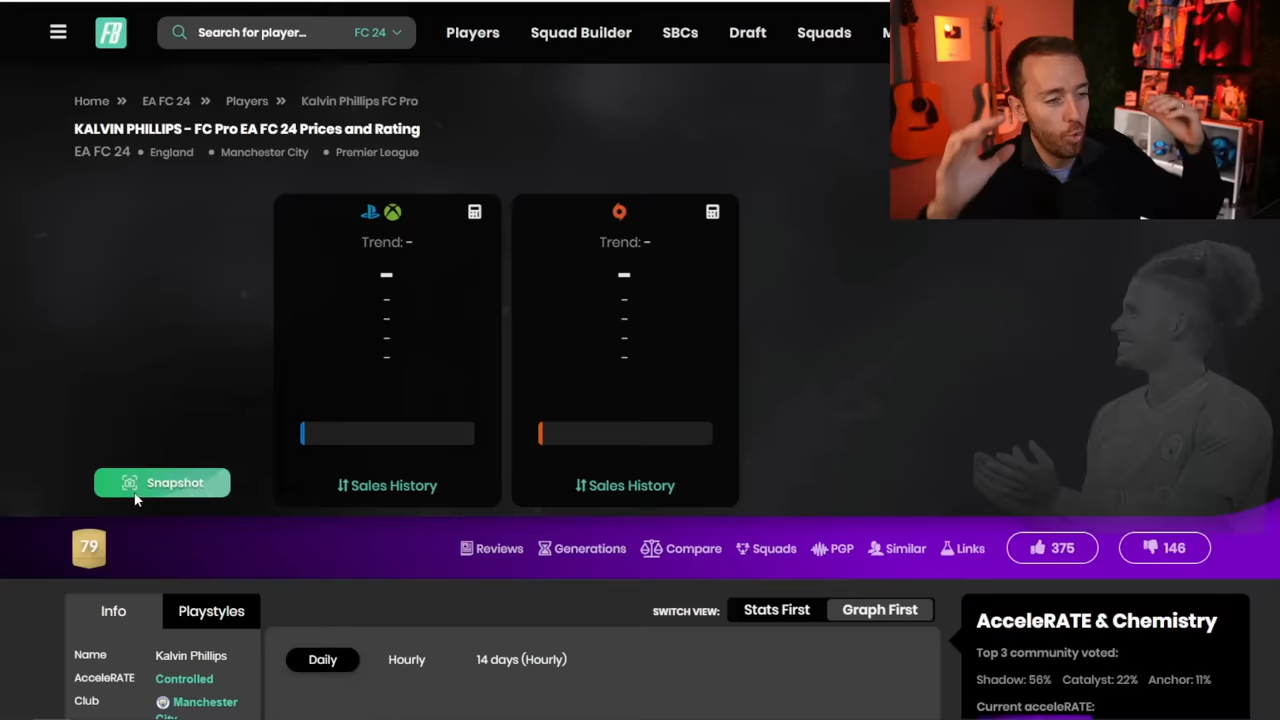 FB
Search for player...
FC 24
Players
Squad Builder
SBCs
Draft
Squads
M
Home » EA FC 24 » Players » Kalvin Phillips FC Pro
KALVIN PHILLIPS - FC Pro EA FC 24 Prices and Rating
EA FC 24 • England • Manchester City • Premier League
Trend: -
-
-
-
-
-
Sales History
Trend: -
-
-
-
-
-
Sales History
Snapshot
79
Reviews
Generations
Compare
Squads
PGP
Similar
Links
375
146
Info
Playstyles
SWITCH VIEW:
Stats First
Graph First
Name Kalvin Phillips
AcceleRATE Controlled
Club Manchester
City
Daily
Hourly
14 days (Hourly)
AcceleRATE & Chemistry
Top 3 community voted:
Shadow: 56% Catalyst: 22% Anchor: 11%
Current acceleRATE: